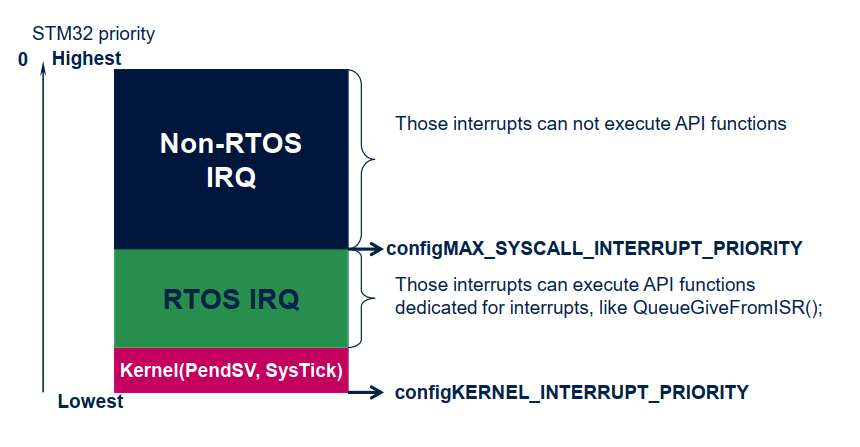 STM32 priority
0 Highest
Non-RTOS
IRQ
Those interrupts can not execute API functions
configMAX_SYSCALL_INTERRUPT_PRIORITY
RTOS IRQ
Those interrupts can execute API functions
dedicated for interrupts, like QueueGiveFromISR();
Kernel(PendSV, SysTick)
Lowest
configKERNEL_INTERRUPT_PRIORITY